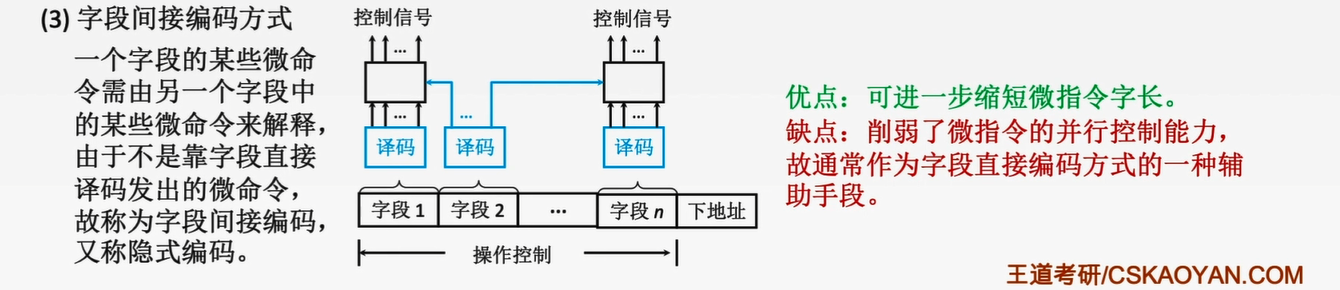 (3) 字段间接编码方式
一个字段的某些微命
令需由另一个字段中
的某些微命令来解释，
由于不是靠字段直接
译码发出的微命令，
故称为字段间接编码，
又称隐式编码。
控制信号
控制信号
...
...
...
...
...
译码
译码
译码
字段 1
字段 2
...
字段 n
下地址
操作控制
优点：可进一步缩短微指令字长。
缺点：削弱了微指令的并行控制能力，
故通常作为字段直接编码方式的一种辅
助手段。
王道考研/CSKAOYAN.COM